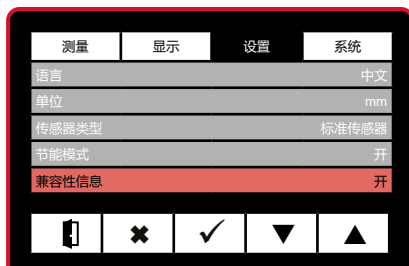 测量 显示 设置 系统
语言 中文
单位 mm
传感器类型 标准传感器
节能模式 开
兼容性信息 开